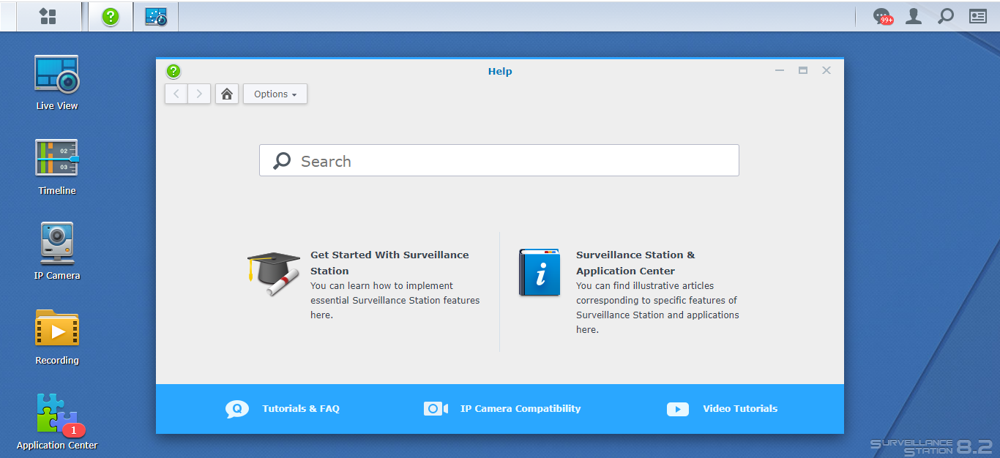 ?
99+
Live View
02
03
Timeline
IP Camera
Recording
1
Application Center
?
Help
Options
Search
Get Started With Surveillance
Station
You can learn how to implement
essential Surveillance Station features
here.
i
Surveillance Station &
Application Center
You can find illustrative articles
corresponding to specific features of
Surveillance Station and applications
here.
Q
Tutorials & FAQ
IP Camera Compatibility
Video Tutorials
SURVEILLANCE
STATION 8.2